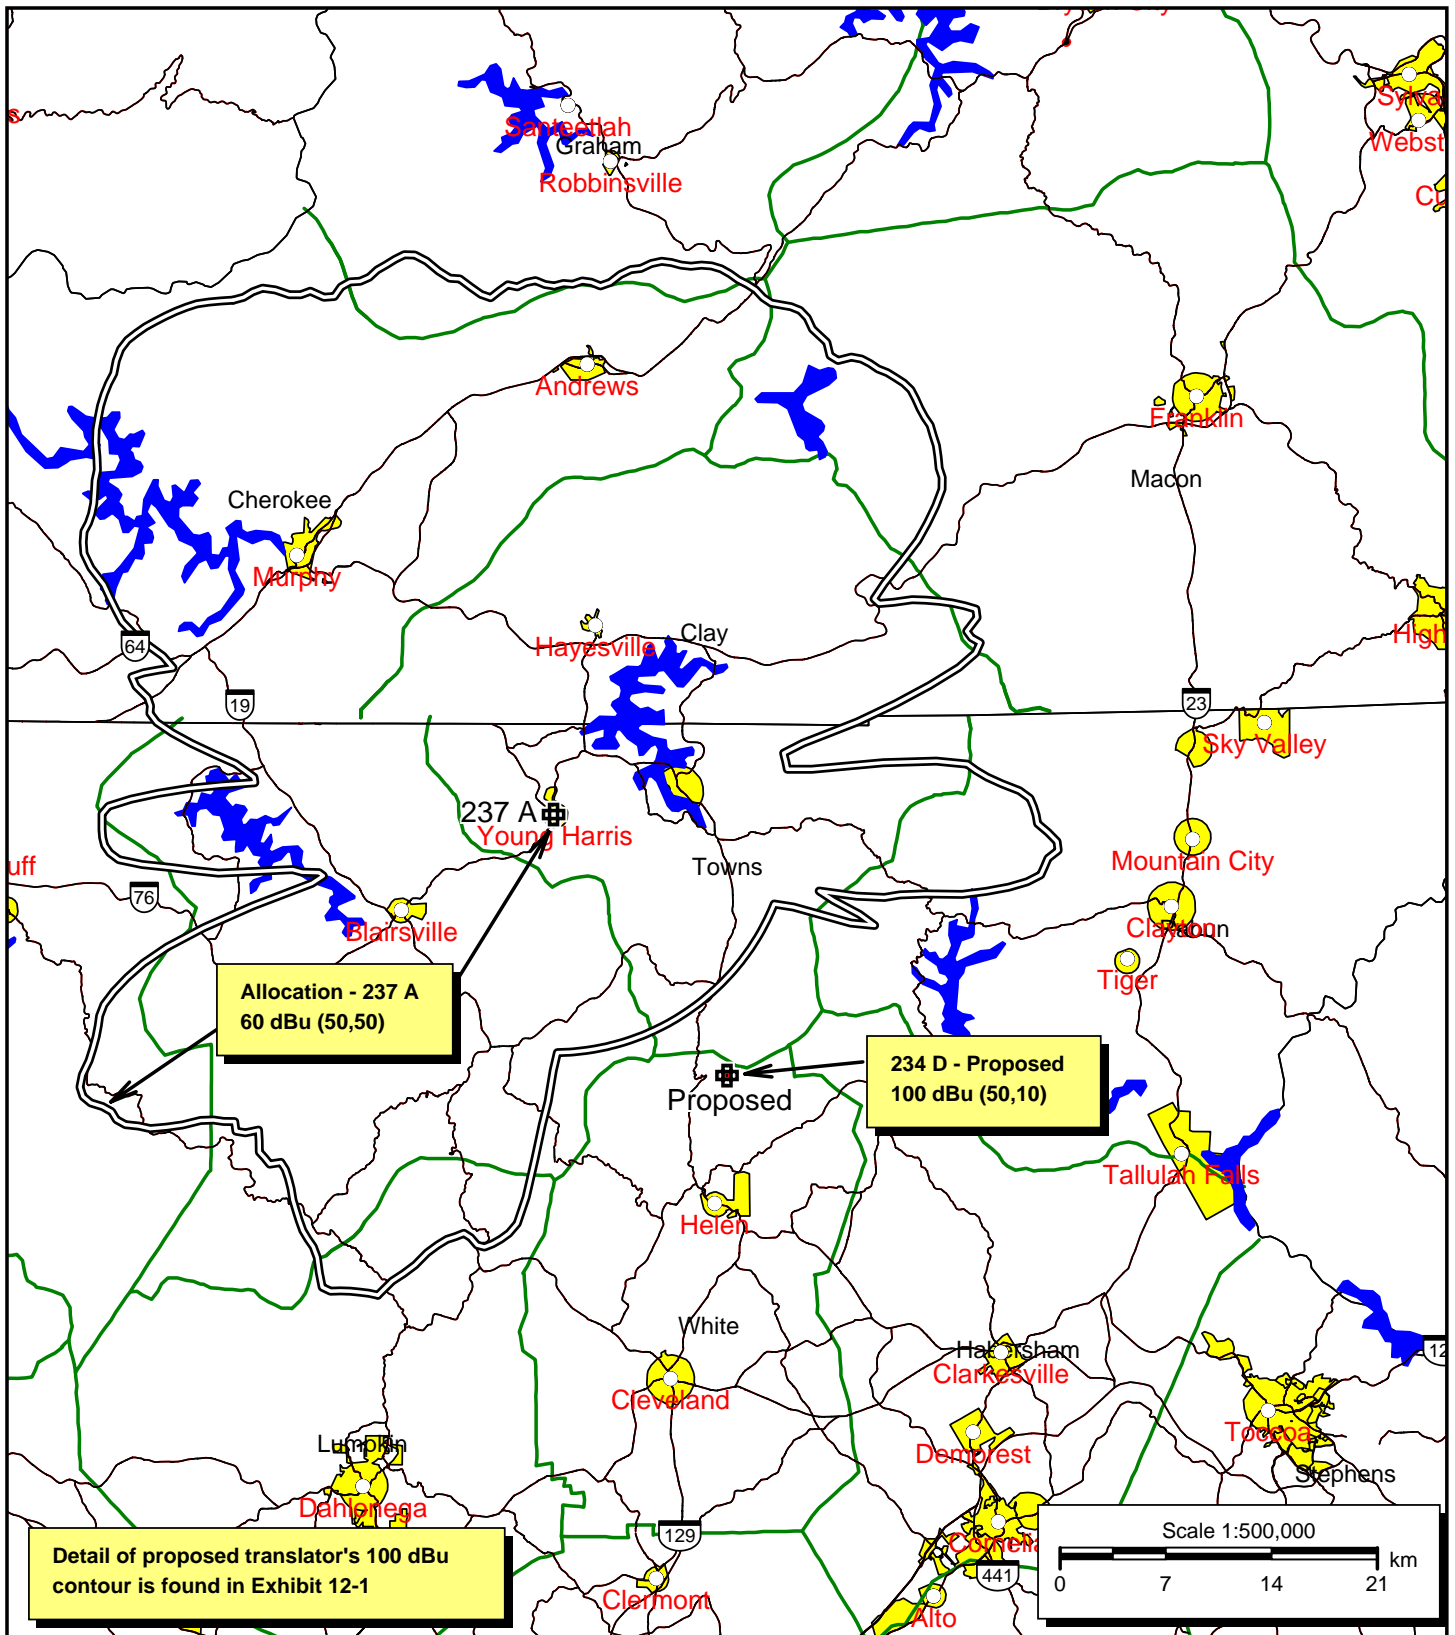 Santeetlah
Graham
Robbinsville
Sylva
Webst
Cu
s
Andrews
Franklin
Macon
Cherokee
Murphy
Hayesville
Clay
High
64
19
23
Sky Valley
237 A
Young Harris
Towns
Mountain City
uff
76
Blairsville
Clayton
Tiger
Allocation - 237 A
60 dBu (50,50)
234 D - Proposed
100 dBu (50,10)
Proposed
Tallulah Falls
Helen
White
Habersham
Clarkesville
12
Cleveland
Demorest
Toccoa
Stephens
Lumpkin
Dahlonega
Scale 1:500,000
km
0 7 14 21
Detail of proposed translator's 100 dBu
contour is found in Exhibit 12-1
129
Cornelia
441
Clermont
Alto